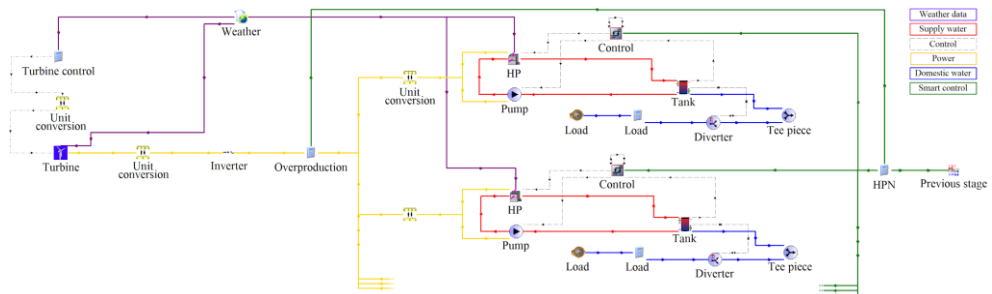 Weather
Weather data
Supply water
Control
Power
Domestic water
Smart control
Turbine control
Unit
conversion
Turbine
Unit
conversion
Inverter
Overproduction
Unit
conversion
HP
Control
Pump
Tank
Load
Load
Diverter
Tee piece
HP
Control
Pump
Tank
Load
Load
Diverter
Tee piece
HPN
Previous stage